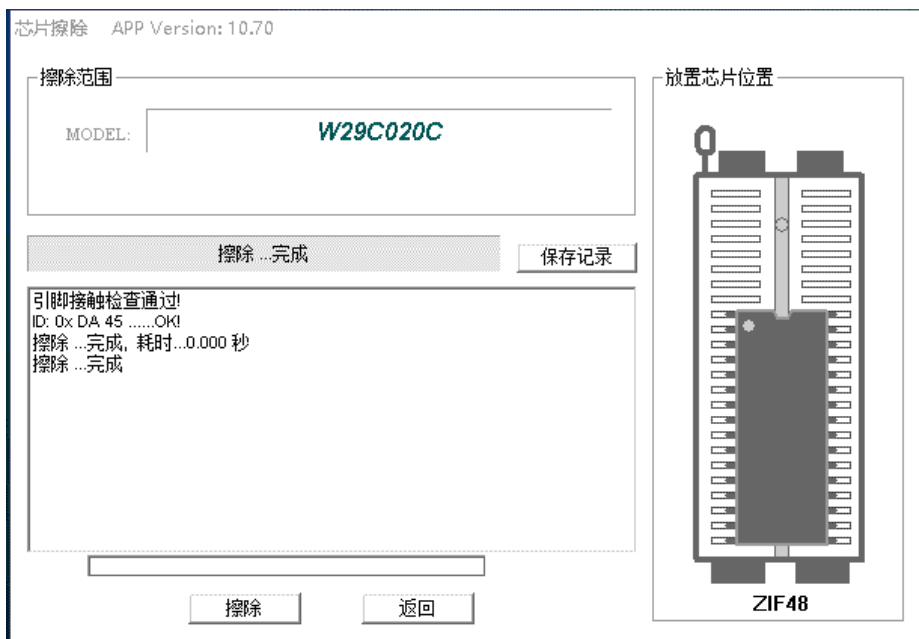 芯片擦除 APP Version: 10.70
擦除范围
MODEL: W29C020C
擦除 ...完成
保存记录
引脚接触检查通过!
ID: 0x DA 45 ......OK!
擦除 ...完成, 耗时...0.000 秒
擦除 ...完成
擦除
返回
放置芯片位置
ZIF48